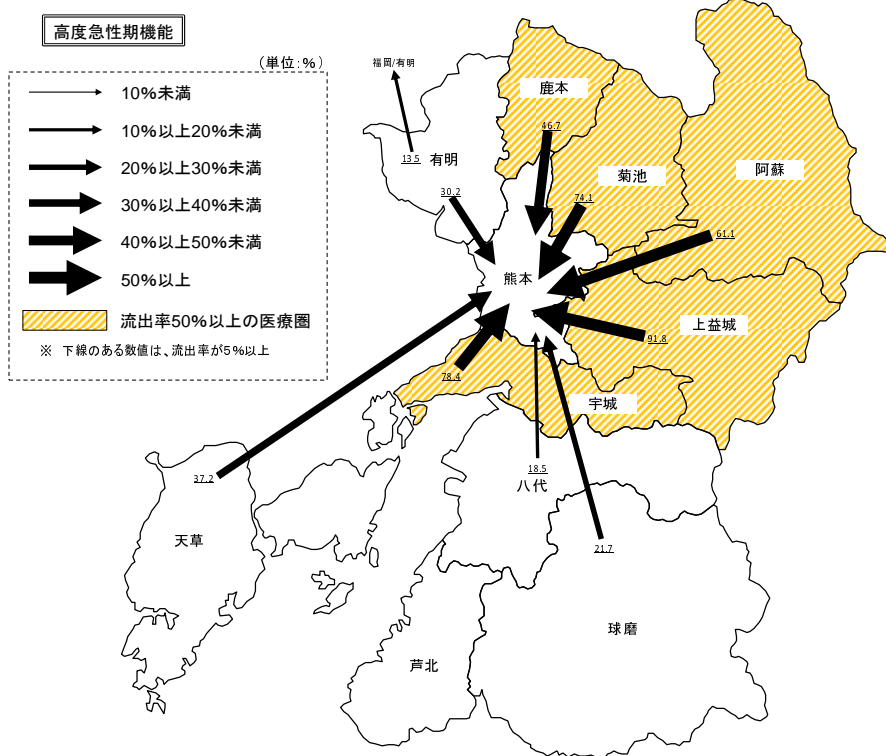 高度急性期機能
（単位：％）
10%未満
10%以上20%未満
20%以上30%未満
30%以上40%未満
40%以上50%未満
50%以上
流出率50%以上の医療圏
※ 下線のある数値は、流出率が5%以上
福岡/有明
13.5
有明
30.2
鹿本
46.7
菊池
74.1
阿蘇
61.1
熊本
上益城
91.8
78.4
宇城
37.2
天草
18.5
八代
21.7
球磨
芦北